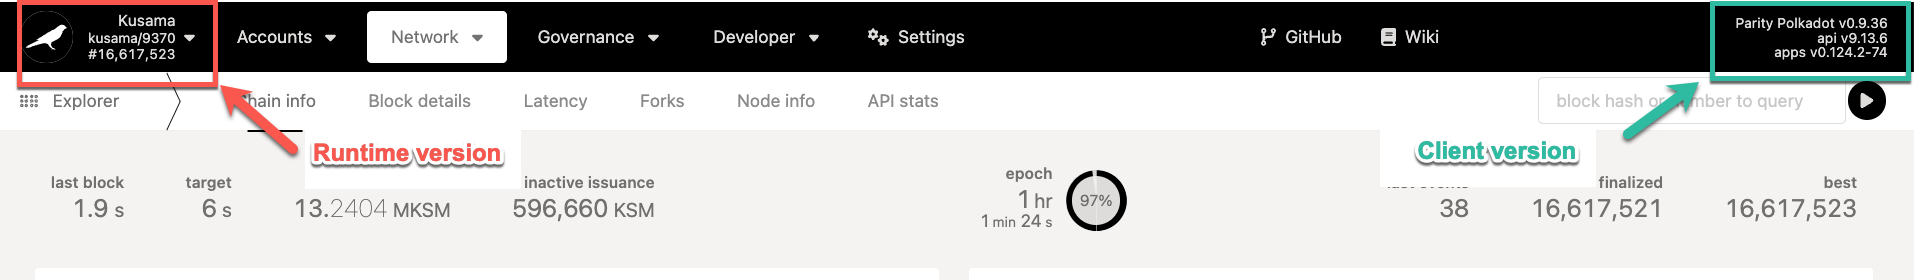 Kusama
kusama/9370
#16,617,523
Accounts
Network
Governance
Developer
Settings
GitHub
Wiki
Parity Polkadot v0.9.36
api v9.13.6
apps v0.124.2-74
Explorer
hain info
Block details
Latency
Forks
Node info
API stats
block hash or number to query
Runtime version
Client version
last block
1.9 s
target
6 s
13.2404 MKSM
inactive issuance
596,660 KSM
epoch
1 hr
1 min 24 s
97%
38
finalized
16,617,521
best
16,617,523